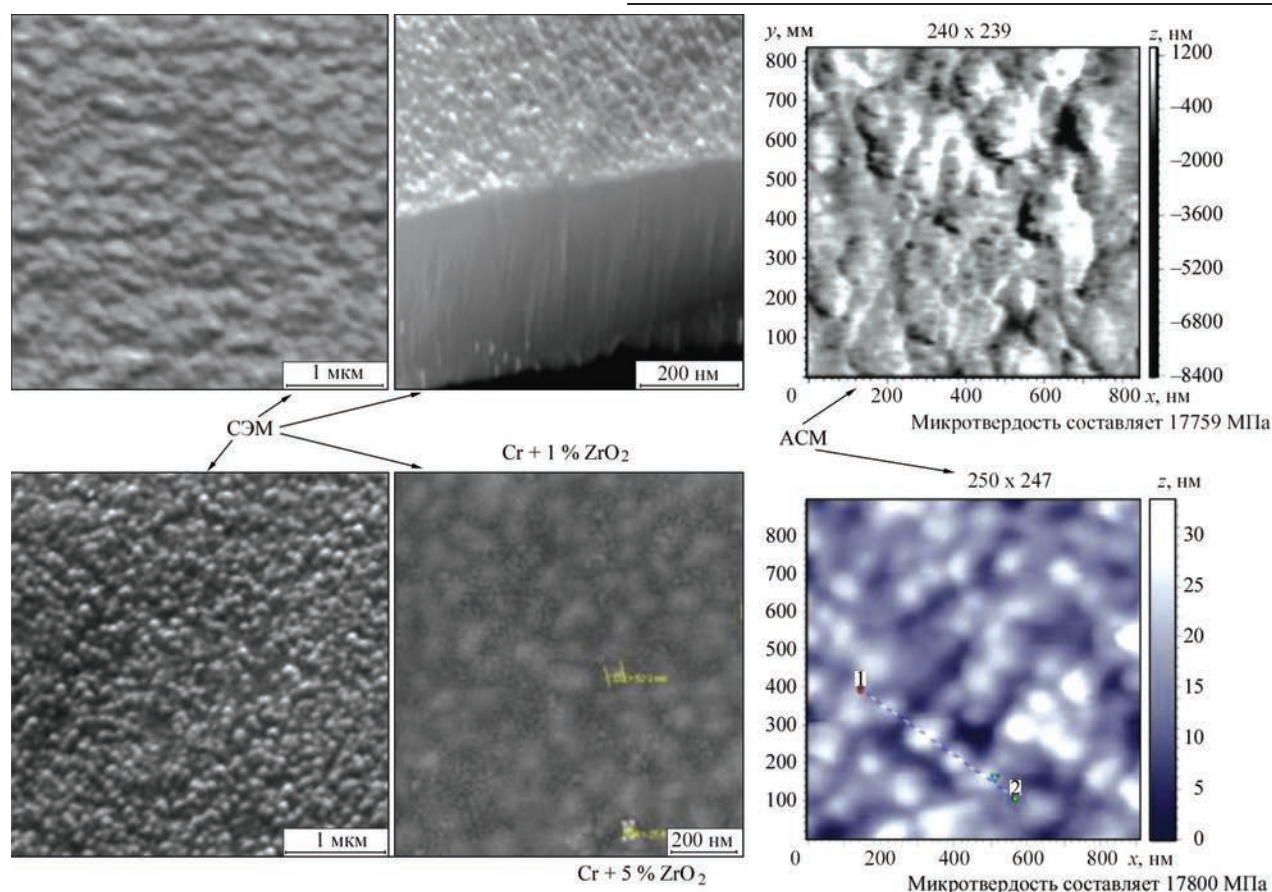 1 мкм
200 нм
y, мм
240 x 239
z, нм
800
700
600
500
400
300
200
100
0
200
400
600
800 x, нм
1200
–400
–2000
–3600
–5200
–6800
–8400
Микротвердость составляет 17759 МПа
СЭМ
АСМ
Cr + 1 % ZrO₂
1 мкм
200 нм
Cr + 5 % ZrO₂
250 x 247
z, нм
800
700
600
500
400
300
200
100
0
200
400
600
800 x, нм
30
25
20
15
10
5
0
1
2
Микротвердость составляет 17800 МПа